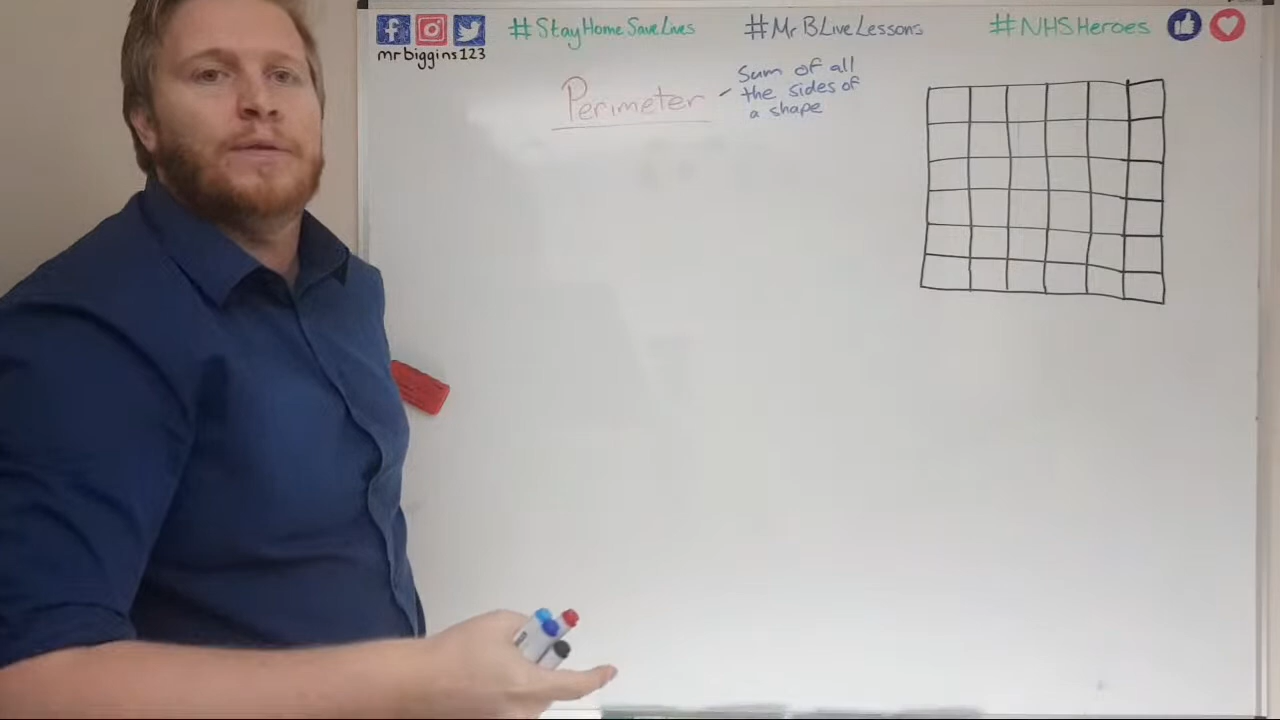 #StayHomeSaveLives
#MrBLiveLessons
#NHSHeroes
mrbiggins123
Perimeter - Sum of all
the sides of
a shape